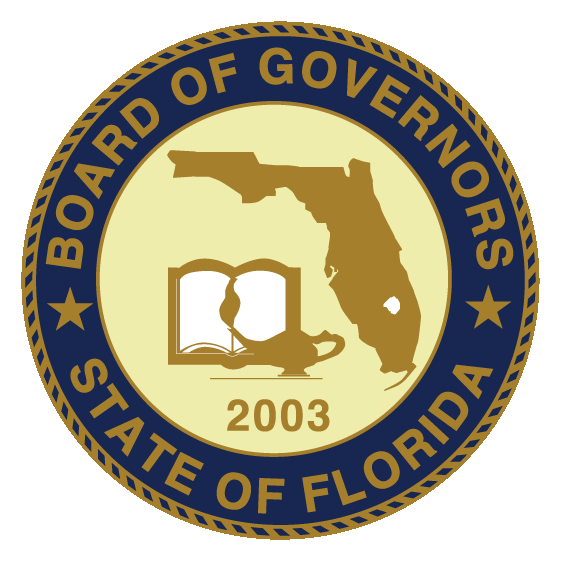 BOARD OF GOVERNORS
2003
STATE OF FLORIDA